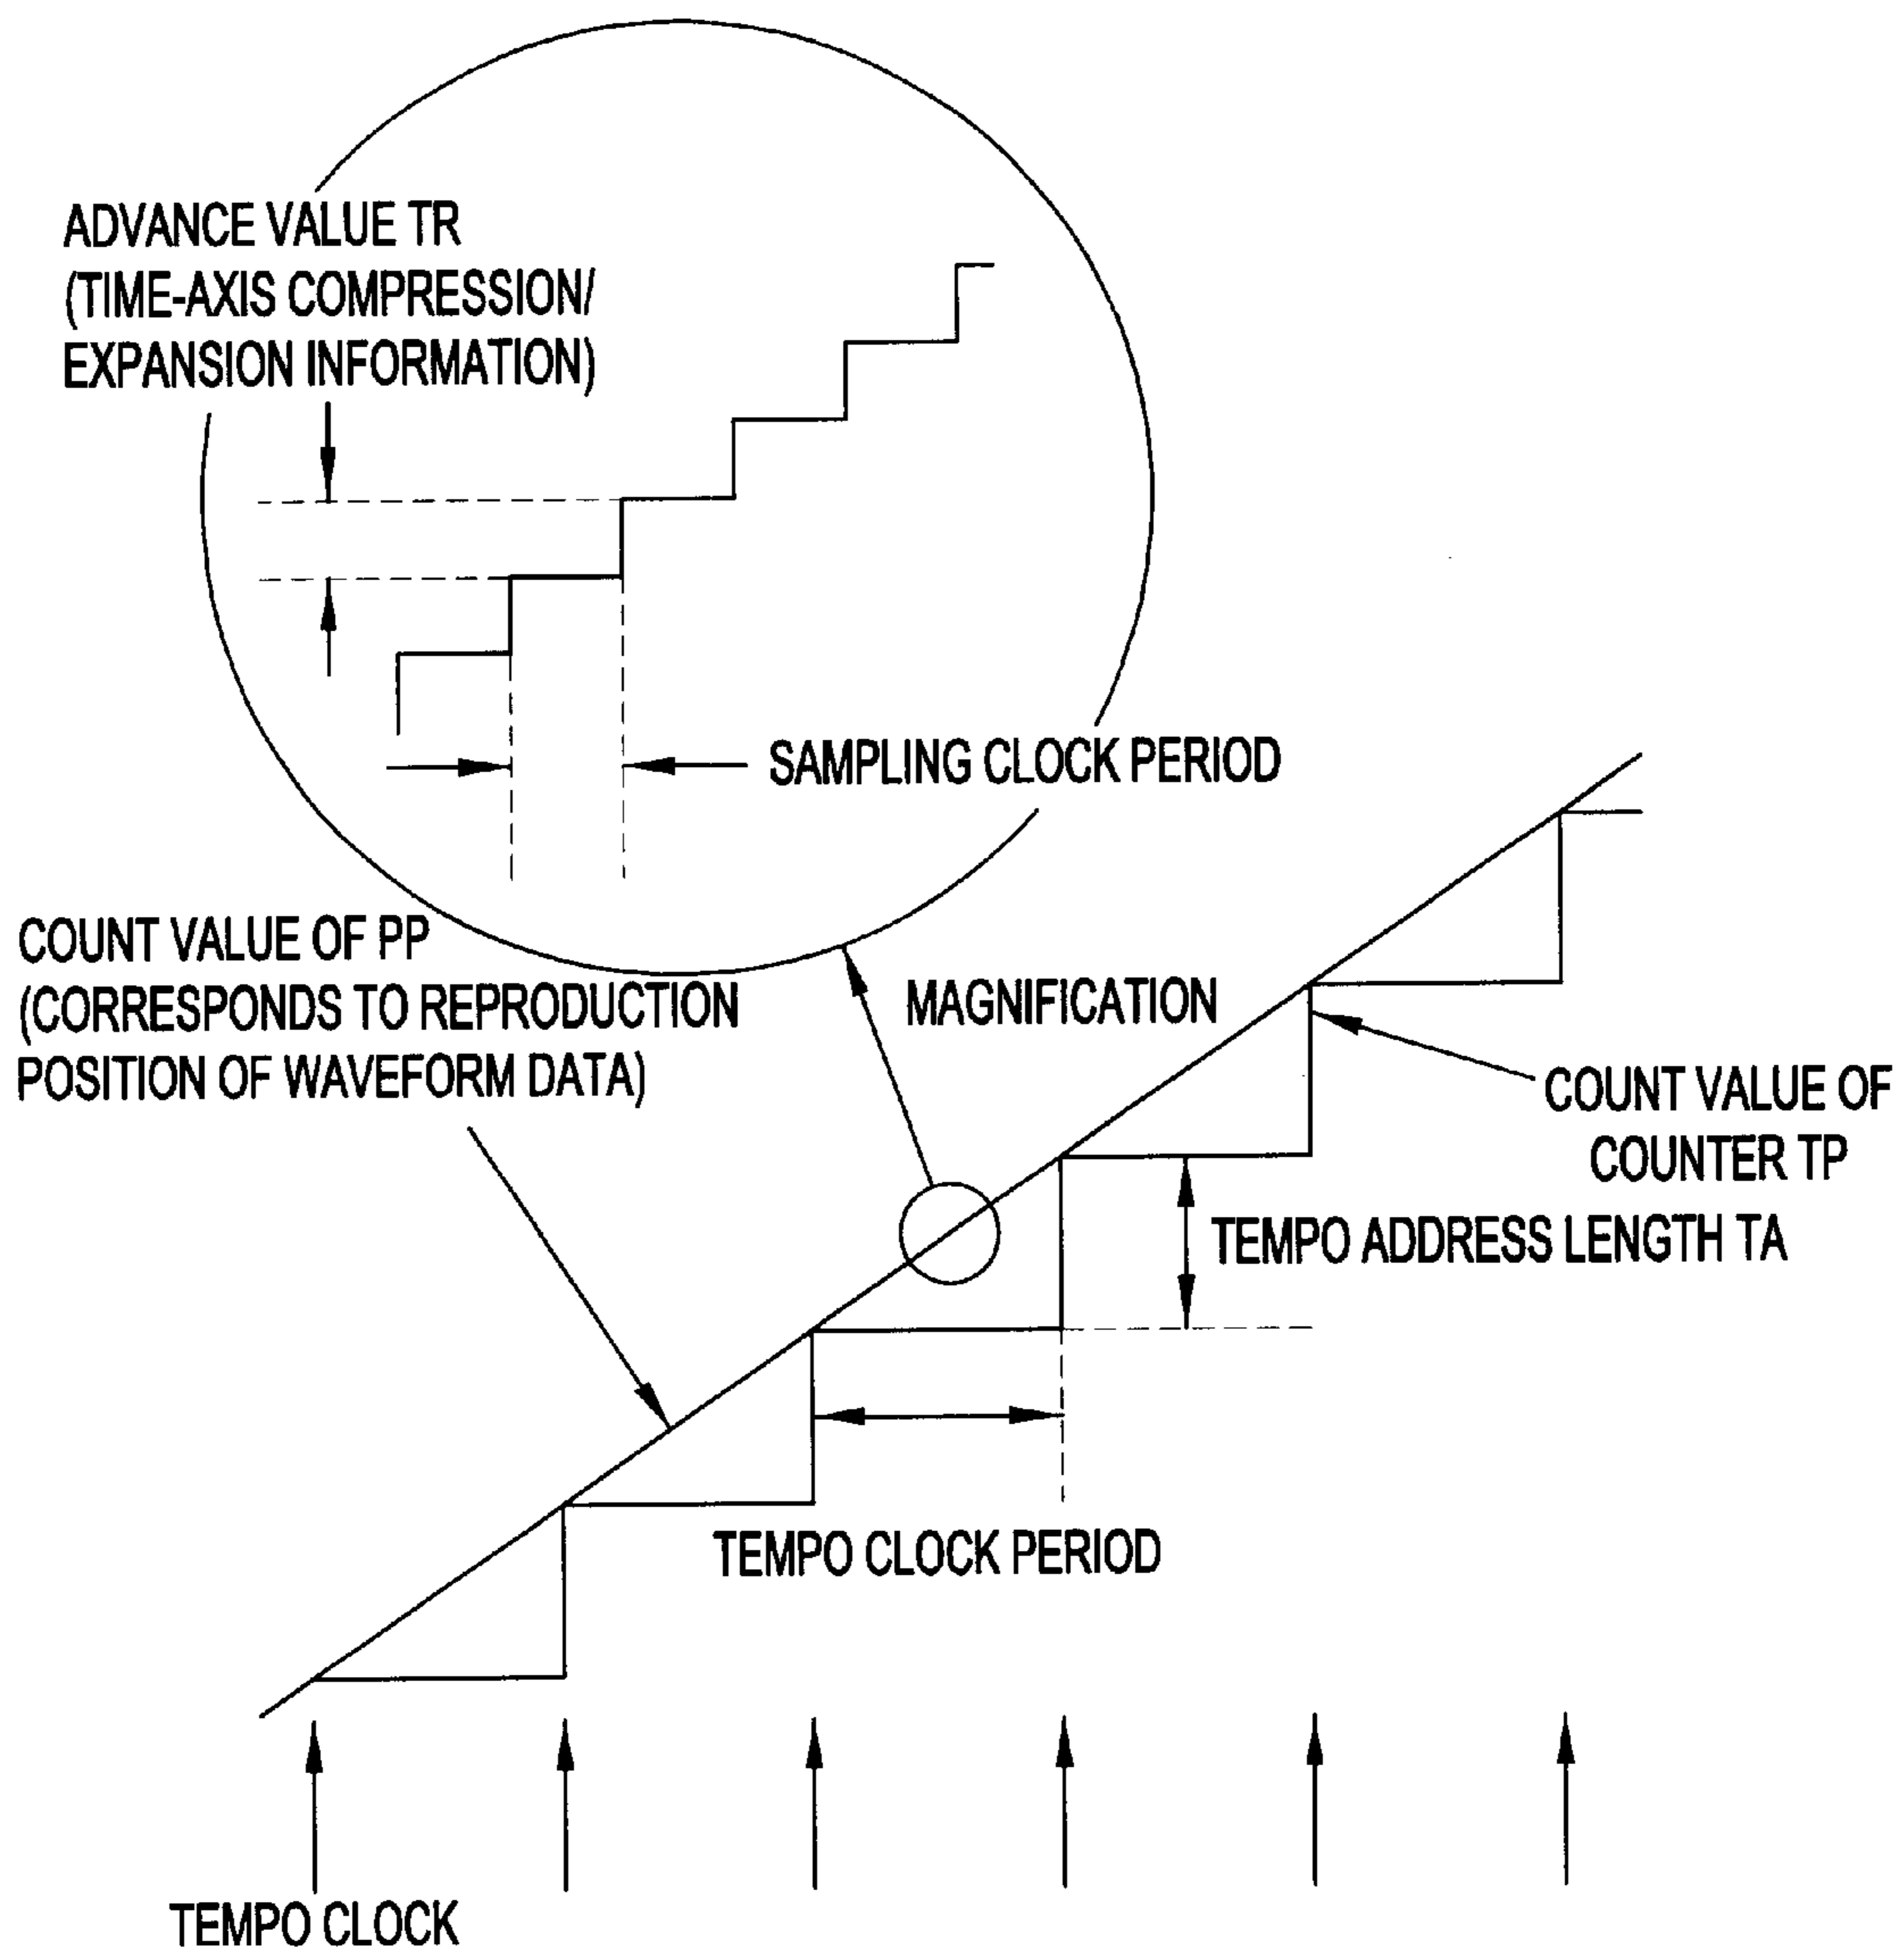 ADVANCE VALUE TR
(TIME-AXIS COMPRESSION/
EXPANSION INFORMATION)
SAMPLING CLOCK PERIOD
COUNT VALUE OF PP
(CORRESPONDS TO REPRODUCTION
POSITION OF WAVEFORM DATA)
MAGNIFICATION
COUNT VALUE OF
COUNTER TP
TEMPO ADDRESS LENGTH TA
TEMPO CLOCK PERIOD
TEMPO CLOCK